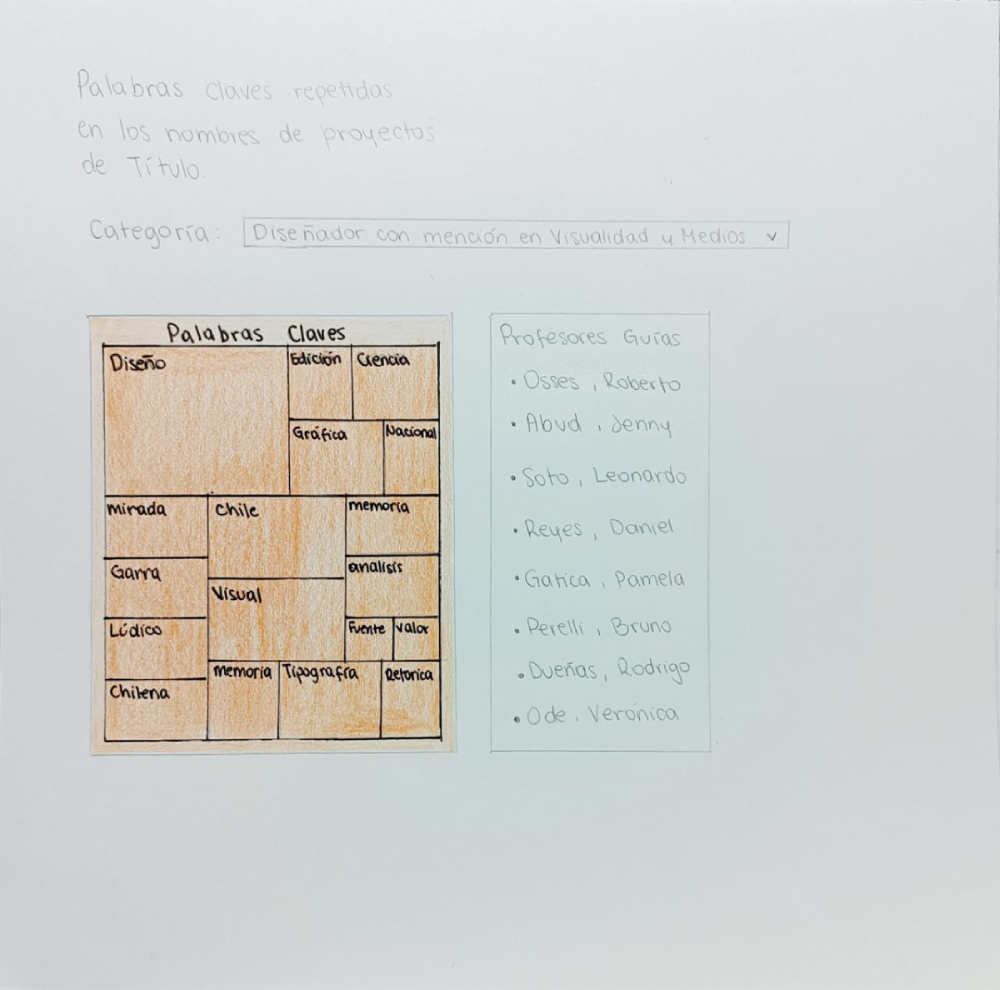 Palabras claves repetidas
en los nombres de proyectos
de Título.
Categoría: Diseñador con mención en Visualidad y Medios v
Palabras Claves
Diseño
Edición
Ciencia
Gráfica
Nacional
mirada
Chile
memoria
Garra
Visual
analisis
Lúdico
Fuente
valor
Chilena
memoria
Tipografía
Retorica
Profesores Guías
• Osses, Roberto
• Abud, Jenny
• Soto, Leonardo
• Reyes, Daniel
• Gatica, Pamela
• Perelli, Bruno
• Dueñas, Rodrigo
• Ode, Verónica